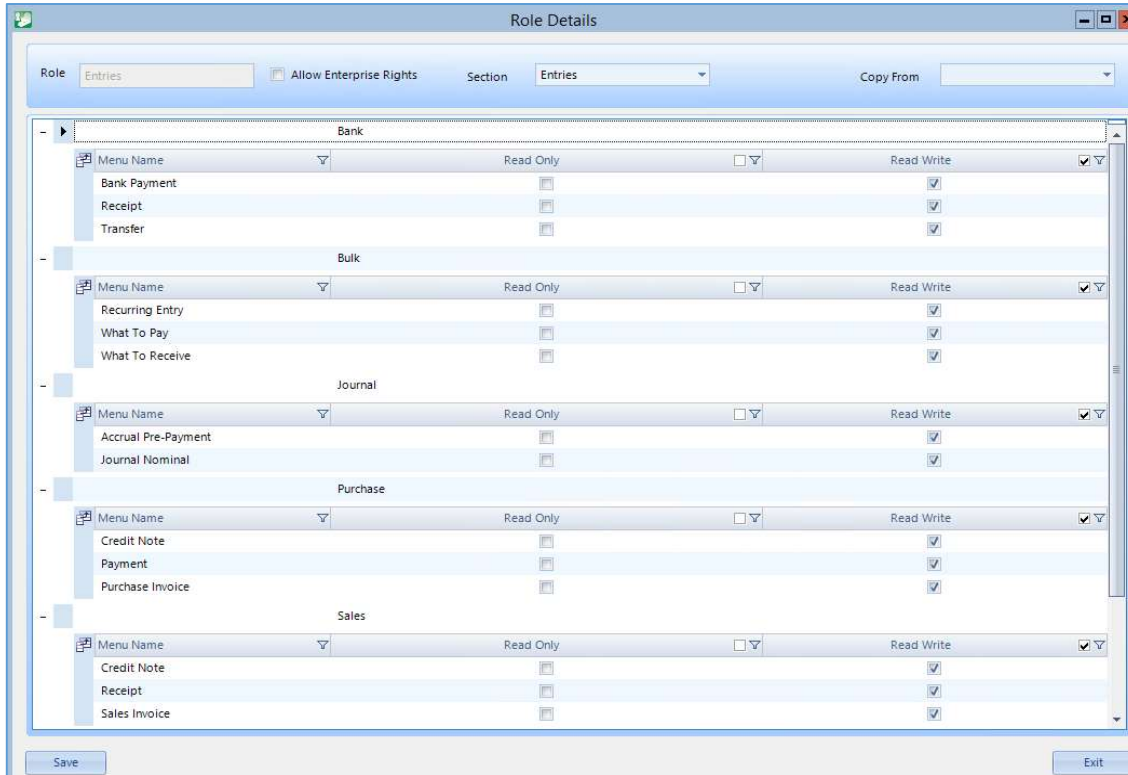 Role Details
Role Entries Allow Enterprise Rights Section Entries Copy From
Bank
Menu Name Read Only Read Write
Bank Payment
Receipt
Transfer
Bulk
Menu Name Read Only Read Write
Recurring Entry
What To Pay
What To Receive
Journal
Menu Name Read Only Read Write
Accrual Pre-Payment
Journal Nominal
Purchase
Menu Name Read Only Read Write
Credit Note
Payment
Purchase Invoice
Sales
Menu Name Read Only Read Write
Credit Note
Receipt
Sales Invoice
Save Exit